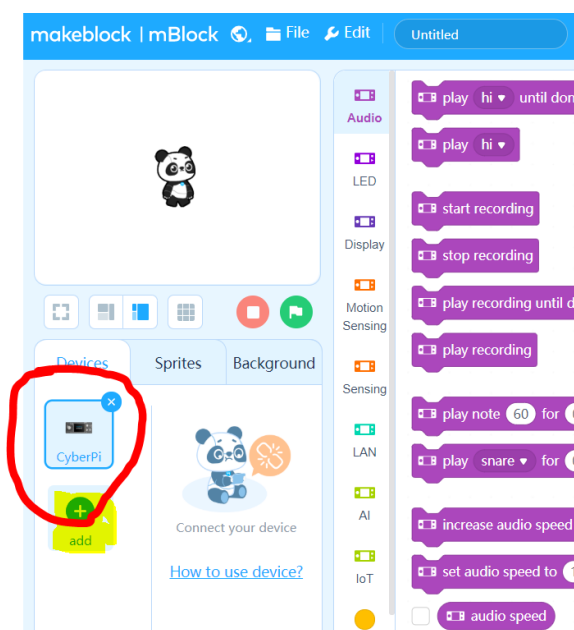 makeblock | mBlock File Edit Untitled
Audio
LED
Display
Motion
Sensing
Sensing
LAN
AI
IoT
play hi until don
play hi
start recording
stop recording
play recording until d
play recording
play note 60 for
play snare for
increase audio speed
set audio speed to 1
audio speed
Devices Sprites Background
CyberPi
add
Connect your device
How to use device?